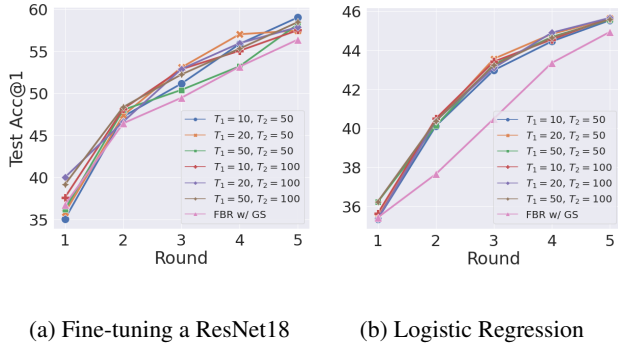 60
55
50
45
40
35
Test Acc@1
T₁ = 10, T₂ = 50
T₁ = 20, T₂ = 50
T₁ = 50, T₂ = 50
T₁ = 10, T₂ = 100
T₁ = 20, T₂ = 100
T₁ = 50, T₂ = 100
FBR w/ GS
1 2 3 4 5
Round
(a) Fine-tuning a ResNet18
46
44
42
40
38
36
T₁ = 10, T₂ = 50
T₁ = 20, T₂ = 50
T₁ = 50, T₂ = 50
T₁ = 10, T₂ = 100
T₁ = 20, T₂ = 100
T₁ = 50, T₂ = 100
FBR w/ GS
1 2 3 4 5
Round
(b) Logistic Regression